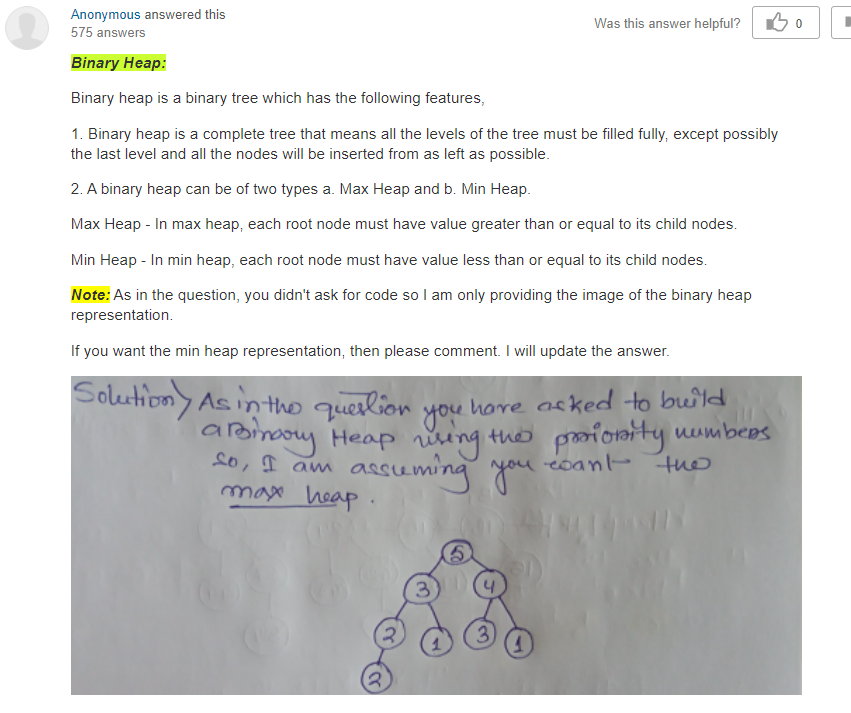 Anonymous answered this
575 answers
Was this answer helpful?
0
Binary Heap:
Binary heap is a binary tree which has the following features,
1. Binary heap is a complete tree that means all the levels of the tree must be filled fully, except possibly
the last level and all the nodes will be inserted from as left as possible.
2. A binary heap can be of two types a. Max Heap and b. Min Heap.
Max Heap - In max heap, each root node must have value greater than or equal to its child nodes.
Min Heap - In min heap, each root node must have value less than or equal to its child nodes.
Note: As in the question, you didn't ask for code so I am only providing the image of the binary heap
representation.
If you want the min heap representation, then please comment. I will update the answer.
Solution> As in the question you have asked to build
a Binary Heap using the priority numbers
so, I am assuming you want the
max heap.
5
3 4
2 1 3 1
2